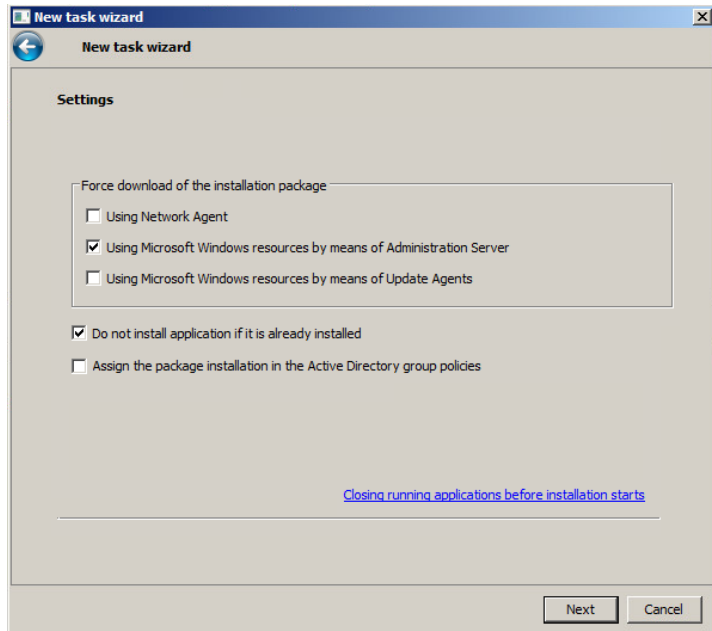 New task wizard
New task wizard
Settings
Force download of the installation package
Using Network Agent
Using Microsoft Windows resources by means of Administration Server
Using Microsoft Windows resources by means of Update Agents
Do not install application if it is already installed
Assign the package installation in the Active Directory group policies
Closing running applications before installation starts
Next Cancel